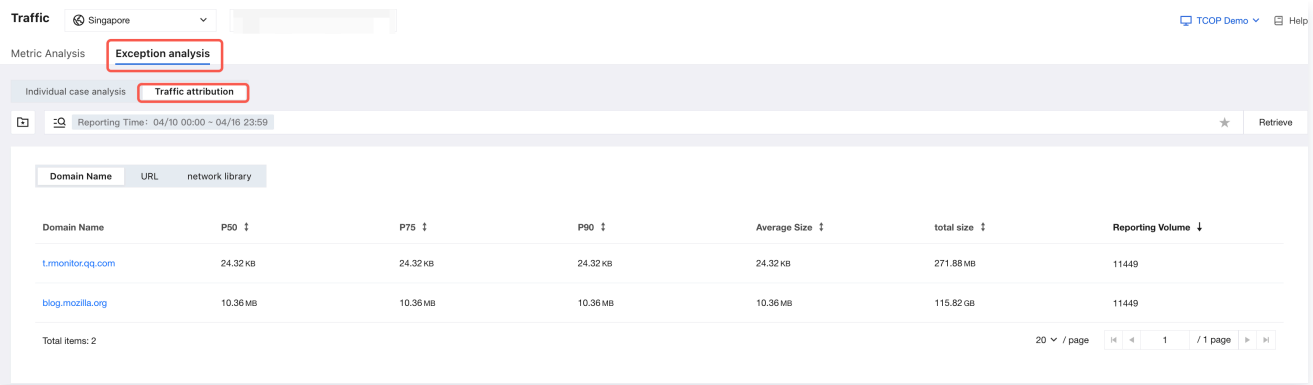 Traffic Singapore TCOP Demo Help
Metric Analysis Exception analysis
Individual case analysis Traffic attribution
Reporting Time: 04/10 00:00 ~ 04/16 23:59 Retrieve
Domain Name URL network library
Domain Name P50 P75 P90 Average Size total size Reporting Volume
t.rmonitor.qq.com 24.32 KB 24.32 KB 24.32 KB 24.32 KB 271.88 MB 11449
blog.mozilla.org 10.36 MB 10.36 MB 10.36 MB 10.36 MB 115.82 GB 11449
Total items: 2 20 / page 1 / 1 page